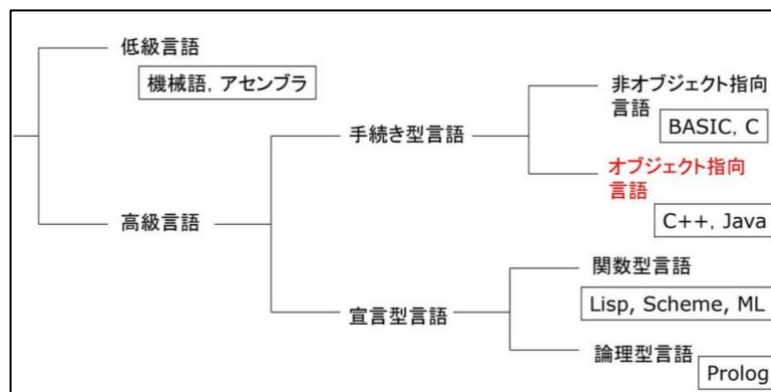 低級言語
機械語, アセンブラ
非オブジェクト指向
言語
BASIC, C
手続き型言語
オブジェクト指向
言語
C++, Java
高級言語
関数型言語
Lisp, Scheme, ML
宣言型言語
論理型言語
Prolog